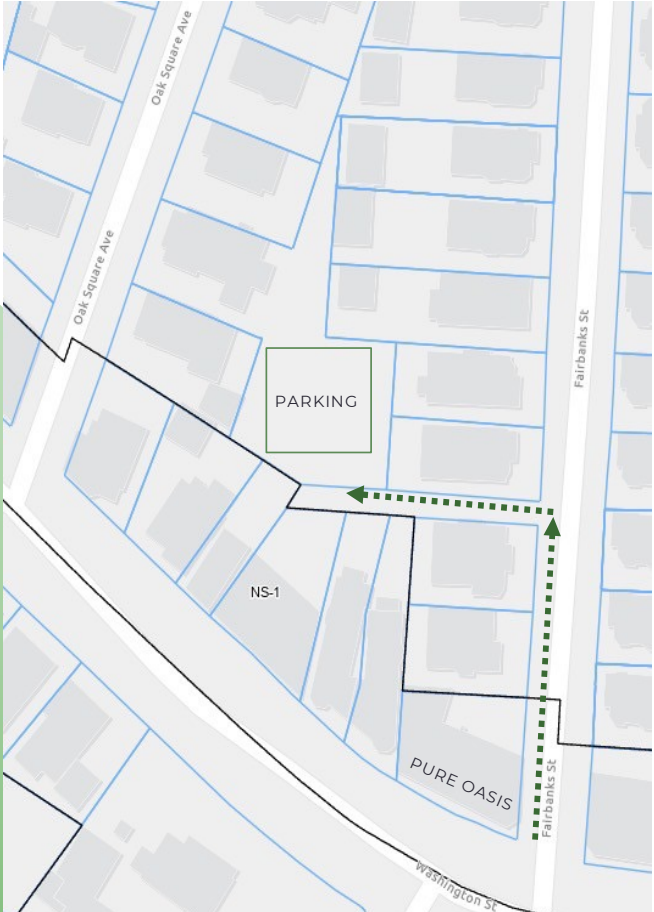 Oak Square Ave
Oak Square Ave
Fairbanks St
PARKING
NS-1
PURE OASIS
Fairbanks St
Washington St